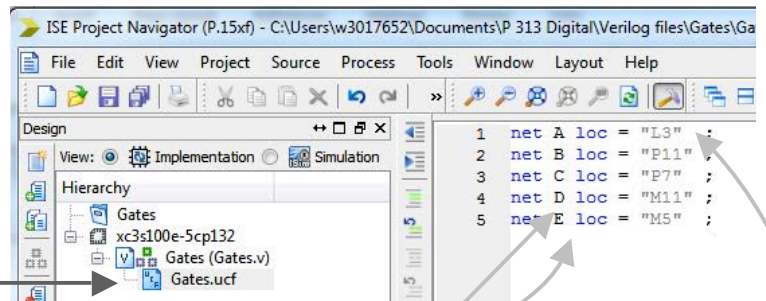 ISE Project Navigator (P.15xf) - C:\Users\w3017652\Documents\P 313 Digital\Verilog files\Gates\Ga
File Edit View Project Source Process Tools Window Layout Help
Design
View: Implementation Simulation
Hierarchy
Gates
xc3s100e-5cp132
Gates (Gates.v)
Gates.ucf
1 net A loc = "L3" ;
2 net B loc = "P11" ;
3 net C loc = "P7" ;
4 net D loc = "M11" ;
5 net E loc = "M5" ;